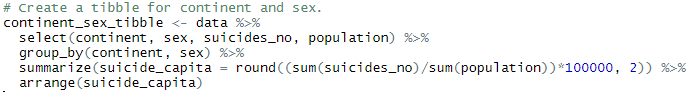 # Create a tibble for continent and sex.
continent_sex_tibble <- data %>%
  select(continent, sex, suicides_no, population) %>%
  group_by(continent, sex) %>%
  summarize(suicide_capita = round((sum(suicides_no)/sum(population))*100000, 2)) %>%
  arrange(suicide_capita)